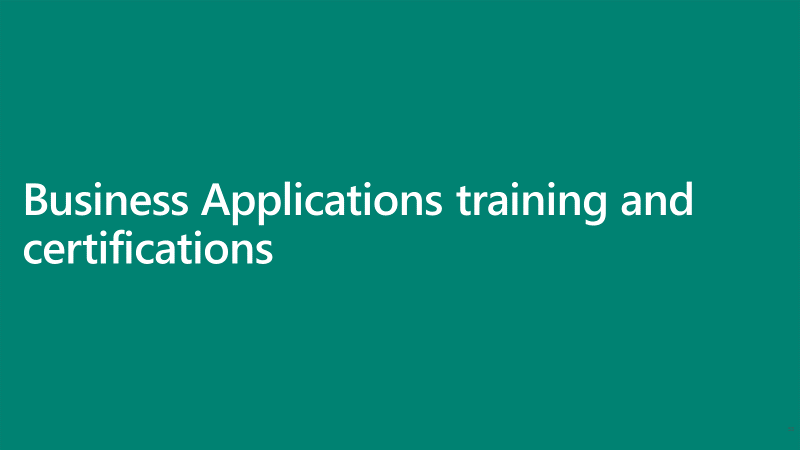 Business Applications training and
certifications